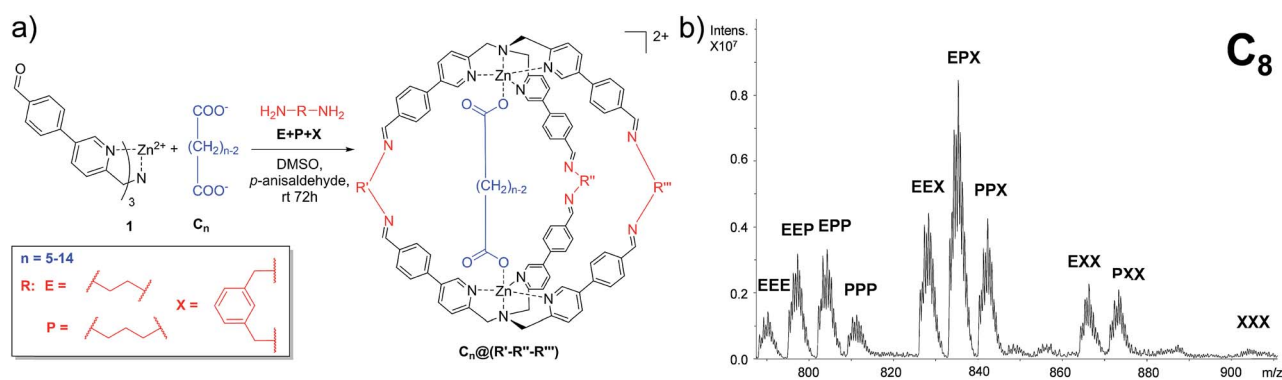 a)
O
N
Zn²⁺
N
3
1
+
COO⁻
(CH₂)n-2
COO⁻
Cₙ
H₂N-R-NH₂
E+P+X
DMSO,
p-anisaldehyde,
rt 72h
n = 5-14
R: E =
P =
X =
2+
N
Zn
N
N
N
O
O
N
N
N
R'
(CH₂)n-2
R''
R'''
N
N
N
O
O
N
Zn
N
N
N
Cₙ@(R'-R''-R''')
b)
Intens.
X10⁷
C₈
0.8
0.6
0.4
0.2
0.0
EEE
EEP
EPP
PPP
EEX
EPX
PPX
EXX
PXX
XXX
800
820
840
860
880
900
m/z